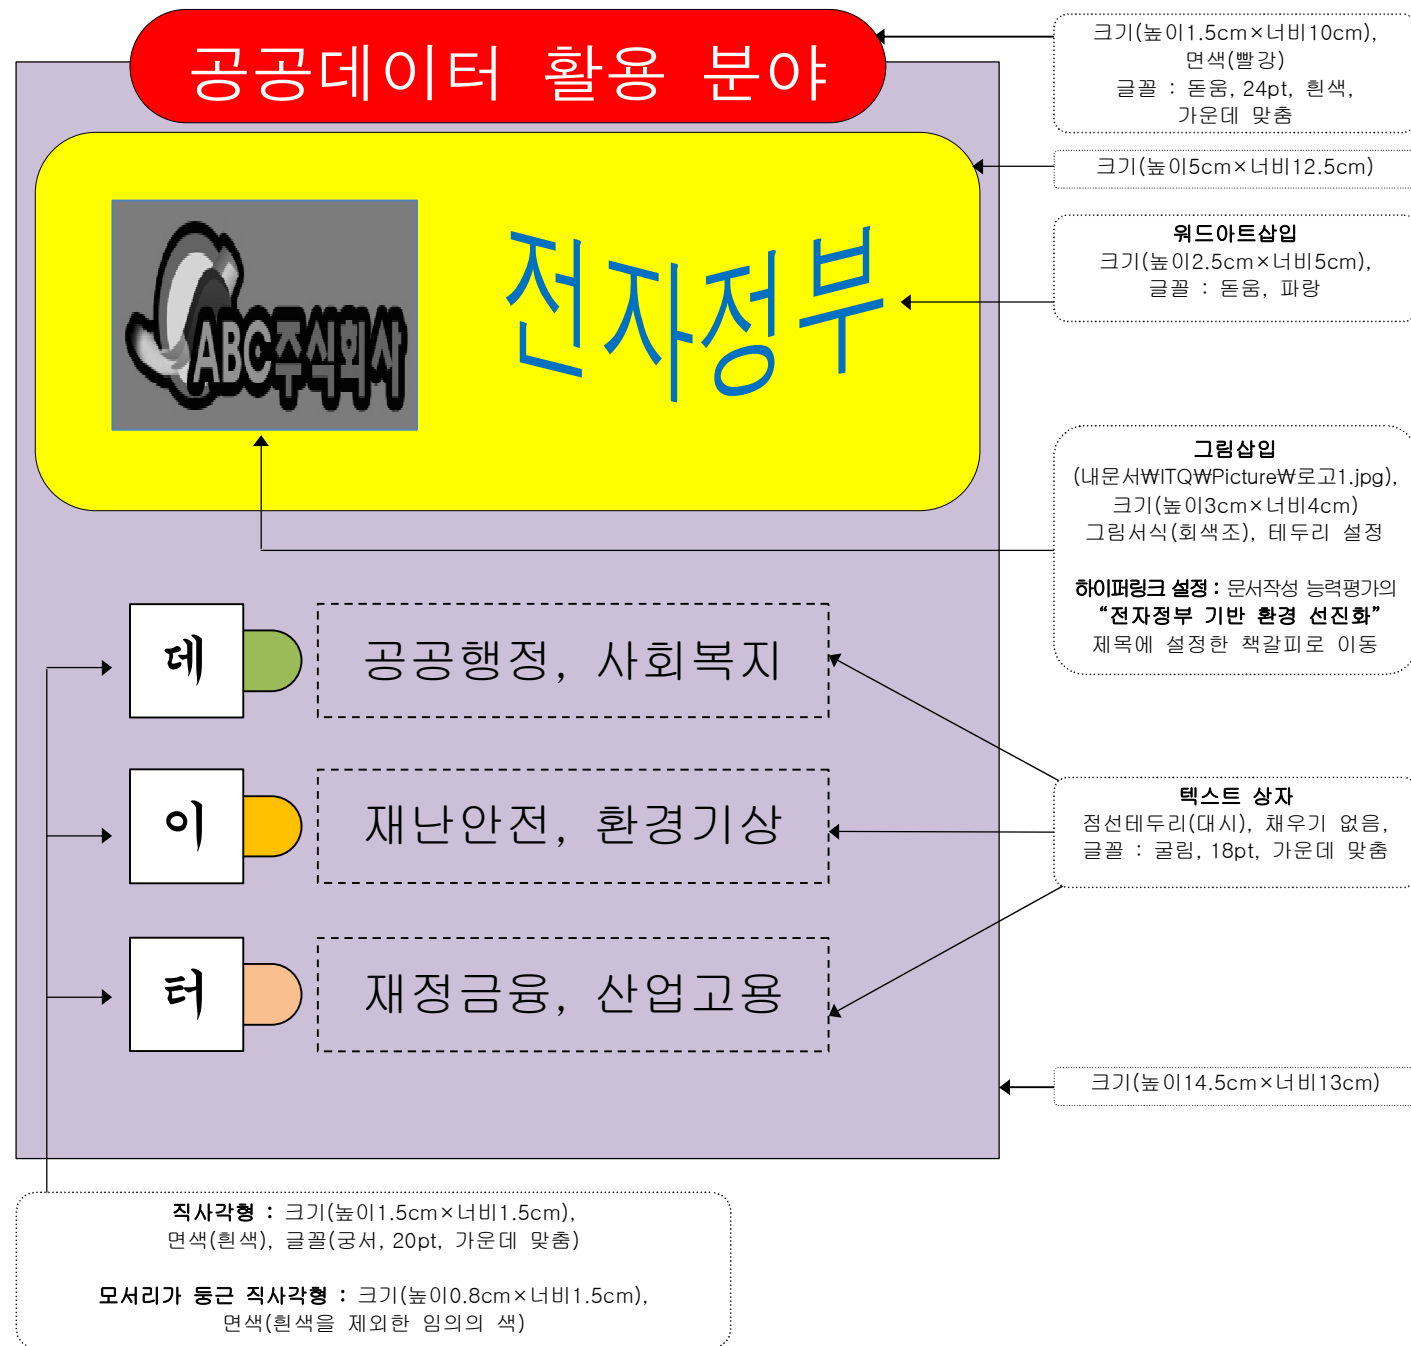 공공데이터 활용 분야
크기(높이1.5cm×너비10cm),
면색(빨강)
글꼴 : 돋움, 24pt, 흰색,
가운데 맞춤
크기(높이5cm×너비12.5cm)
ABC주식회사
전자정부
워드아트삽입
크기(높이2.5cm×너비5cm),
글꼴 : 돋움, 파랑
그림삽입
(내문서₩ITQ₩Picture₩로고1.jpg),
크기(높이3cm×너비4cm)
그림서식(회색조), 테두리 설정
하이퍼링크 설정 : 문서작성 능력평가의
“전자정부 기반 환경 선진화”
제목에 설정한 책갈피로 이동
데
공공행정, 사회복지
이
재난안전, 환경기상
텍스트 상자
점선테두리(대시), 채우기 없음,
글꼴 : 굴림, 18pt, 가운데 맞춤
터
재정금융, 산업고용
크기(높이14.5cm×너비13cm)
직사각형 : 크기(높이1.5cm×너비1.5cm),
면색(흰색), 글꼴(궁서, 20pt, 가운데 맞춤)
모서리가 둥근 직사각형 : 크기(높이0.8cm×너비1.5cm),
면색(흰색을 제외한 임의의 색)